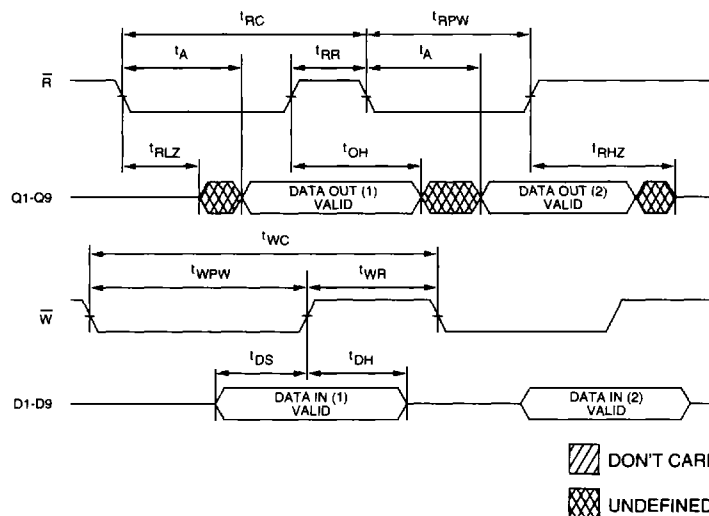 tRC tRPW
tA tRR tA
R
tRLZ tOH tRHZ
Q1-Q9 DATA OUT (1) VALID DATA OUT (2) VALID
tWC
tWPW tWR
W
tDS tDH
D1-D9 DATA IN (1) VALID DATA IN (2) VALID
DON'T CARE
UNDEFINED